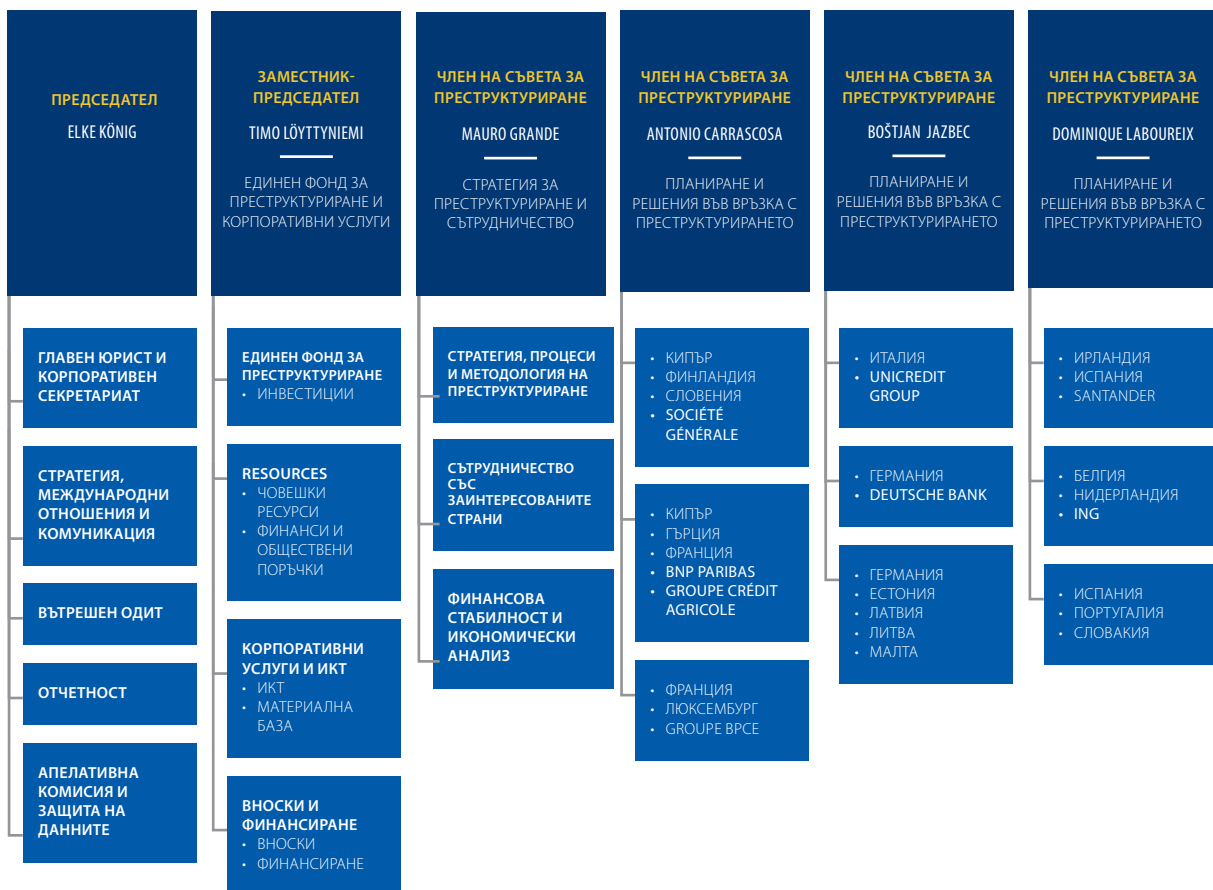 ПРЕДСЕДАТЕЛ
ELKE KÖNIG
ГЛАВЕН ЮРИСТ И
КОРПОРАТИВЕН
СЕКРЕТАРИАТ
СТРАТЕГИЯ,
МЕЖДУНАРОДНИ
ОТНОШЕНИЯ И
КОМУНИКАЦИЯ
ВЪТРЕШЕН ОДИТ
ОТЧЕТНОСТ
АПЕЛАТИВНА
КОМИСИЯ И
ЗАЩИТА НА
ДАННИТЕ
ЗАМЕСТНИК-
ПРЕДСЕДАТЕЛ
TIMO LÖYTTYNIEMI
ЕДИНЕН ФОНД ЗА
ПРЕСТРУКТУРИРАНЕ И
КОРПОРАТИВНИ УСЛУГИ
ЕДИНЕН ФОНД ЗА
ПРЕСТРУКТУРИРАНЕ
• ИНВЕСТИЦИИ
RESOURCES
• ЧОВЕШКИ
РЕСУРСИ
• ФИНАНСИ И
ОБЩЕСТВЕНИ
ПОРЪЧКИ
КОРПОРАТИВНИ
УСЛУГИ И ИКТ
• ИКТ
• МАТЕРИАЛНА
БАЗА
ВНОСКИ И
ФИНАНСИРАНЕ
• ВНОСКИ
• ФИНАНСИРАНЕ
ЧЛЕН НА СЪВЕТА ЗА
ПРЕСТРУКТУРИРАНЕ
MAURO GRANDE
СТРАТЕГИЯ ЗА
ПРЕСТРУКТУРИРАНЕ И
СЪТРУДНИЧЕСТВО
СТРАТЕГИЯ, ПРОЦЕСИ
И МЕТОДОЛОГИЯ НА
ПРЕСТРУКТУРИРАНЕ
СЪТРУДНИЧЕСТВО
СЪС
ЗАИНТЕРЕСОВАНИТЕ
СТРАНИ
ФИНАНСОВА
СТАБИЛНОСТ И
ИКОНОМИЧЕСКИ
АНАЛИЗ
ЧЛЕН НА СЪВЕТА ЗА
ПРЕСТРУКТУРИРАНЕ
ANTONIO CARRASCOSA
ПЛАНИРАНЕ И
РЕШЕНИЯ ВЪВ ВРЪЗКА С
ПРЕСТРУКТУРИРАНЕТО
• КИПЪР
• ФИНЛАНДИЯ
• СЛОВЕНИЯ
• SOCIÉTÉ
GÉNÉRALE
• КИПЪР
• ГЪРЦИЯ
• ФРАНЦИЯ
• BNP PARIBAS
• GROUPE CRÉDIT
AGRICOLE
• ФРАНЦИЯ
• ЛЮКСЕМБУРГ
• GROUPE BPCE
ЧЛЕН НА СЪВЕТА ЗА
ПРЕСТРУКТУРИРАНЕ
BOŠTJAN JAZBEC
ПЛАНИРАНЕ И
РЕШЕНИЯ ВЪВ ВРЪЗКА С
ПРЕСТРУКТУРИРАНЕТО
• ИТАЛИЯ
• UNICREDIT
GROUP
• ГЕРМАНИЯ
• DEUTSCHE BANK
• ГЕРМАНИЯ
• ЕСТОНИЯ
• ЛАТВИЯ
• ЛИТВА
• МАЛТА
ЧЛЕН НА СЪВЕТА ЗА
ПРЕСТРУКТУРИРАНЕ
DOMINIQUE LABOUREIX
ПЛАНИРАНЕ И
РЕШЕНИЯ ВЪВ ВРЪЗКА С
ПРЕСТРУКТУРИРАНЕТО
• ИРЛАНДИЯ
• ИСПАНИЯ
• SANTANDER
• БЕЛГИЯ
• НИДЕРЛАНДИЯ
• ING
• ИСПАНИЯ
• ПОРТУГАЛИЯ
• СЛОВАКИЯ